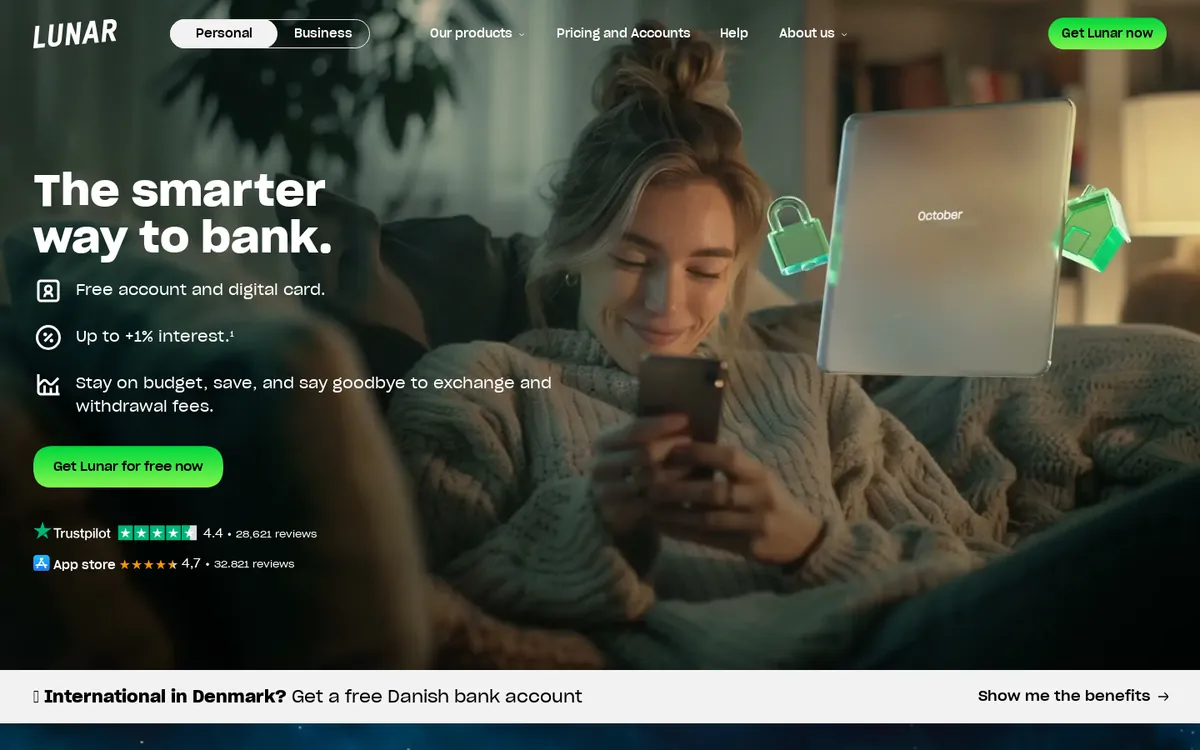 LUNAR
Personal
Business
Our products
Pricing and Accounts
Help
About us
Get Lunar now
The smarter
way to bank.
October
Free account and digital card.
Up to +1% interest.¹
Stay on budget, save, and say goodbye to exchange and
withdrawal fees.
Get Lunar for free now
Trustpilot 4.4 • 28,621 reviews
App store 4,7 • 32.821 reviews
International in Denmark? Get a free Danish bank account
Show me the benefits →